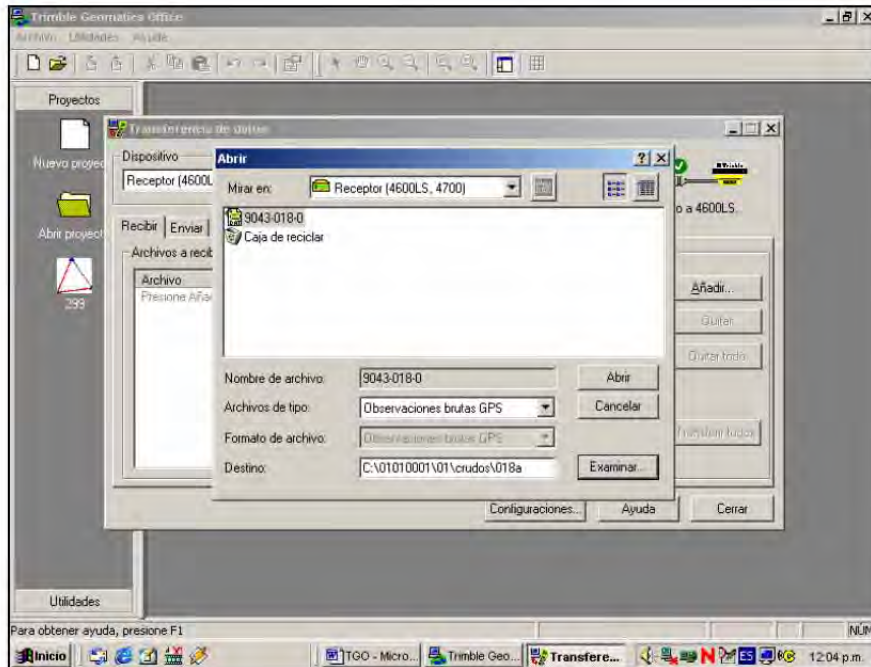 Trimble Geomatics Office
Archivo Utilidades Ayuda
Proyectos
Nuevo proyec
Abrir proyect
299
Utilidades
Transferencia de datos
Dispositivo
Receptor (4600L
o a 4600LS.
Recibir
Enviar
Archivos a recib
Archivo
Presione Añad
Añadir...
Quitar
Quitar todo
Transferir todos
Configuraciones...
Ayuda
Cerrar
Abrir
Mirar en:
Receptor (4600LS, 4700)
9043-018-0
Caja de reciclar
Nombre de archivo:
9043-018-0
Abrir
Archivos de tipo:
Observaciones brutas GPS
Cancelar
Formato de archivo:
Observaciones brutas GPS
Destino:
C:\01010001\01\crudos\018a
Examinar...
Para obtener ayuda, presione F1
NÚM
Inicio
TGO - Micro...
Trimble Geo...
Transfere...
ES
12:04 p.m.